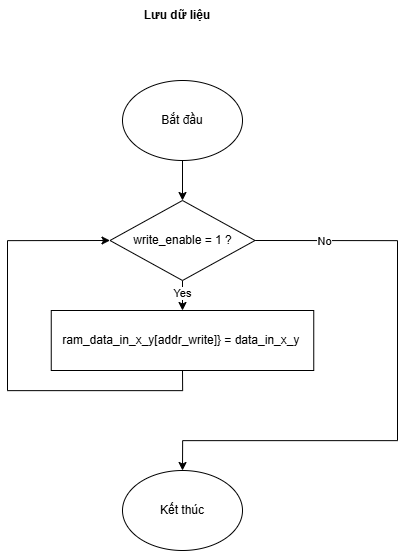 Lưu dữ liệu
Bắt đầu
write_enable = 1 ?
No
Yes
ram_data_in_x_y[addr_write]} = data_in_x_y
Kết thúc